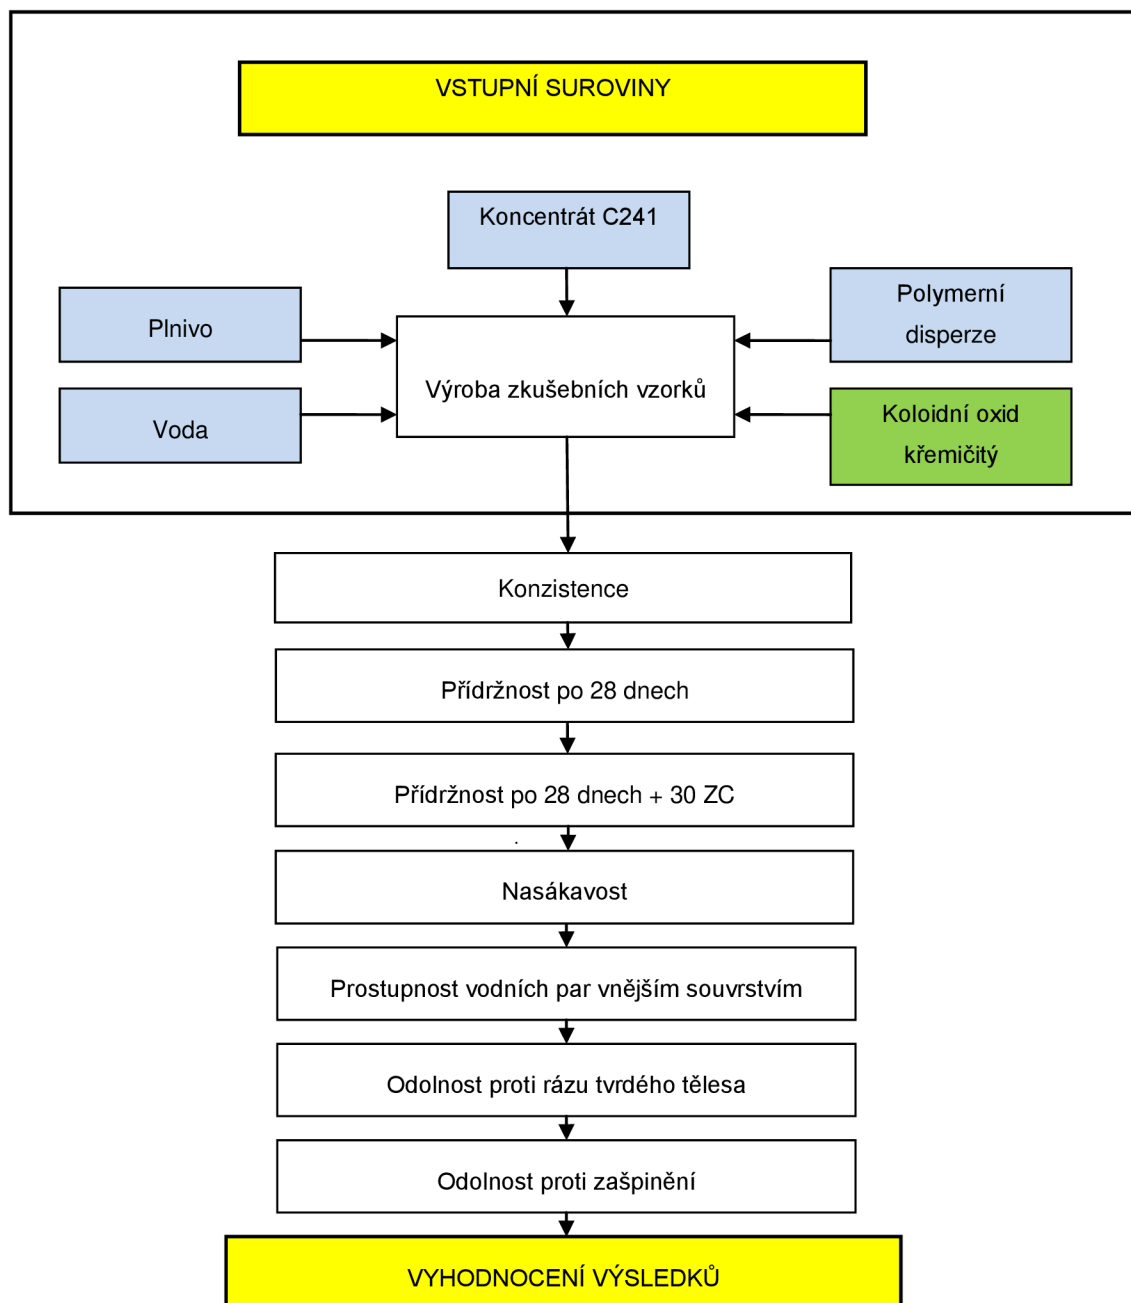 VSTUPNÍ SUROVINY
Koncentrát C241
Plnivo
Polymerní
disperze
Výroba zkušebních vzorků
Voda
Koloidní oxid
křemičitý
Konzistence
Přídržnost po 28 dnech
Přídržnost po 28 dnech + 30 ZC
Nasákavost
Prostupnost vodních par vnějším souvrstvím
Odolnost proti rázu tvrdého tělesa
Odolnost proti zašpinění
VYHODNOCENÍ VÝSLEDKŮ